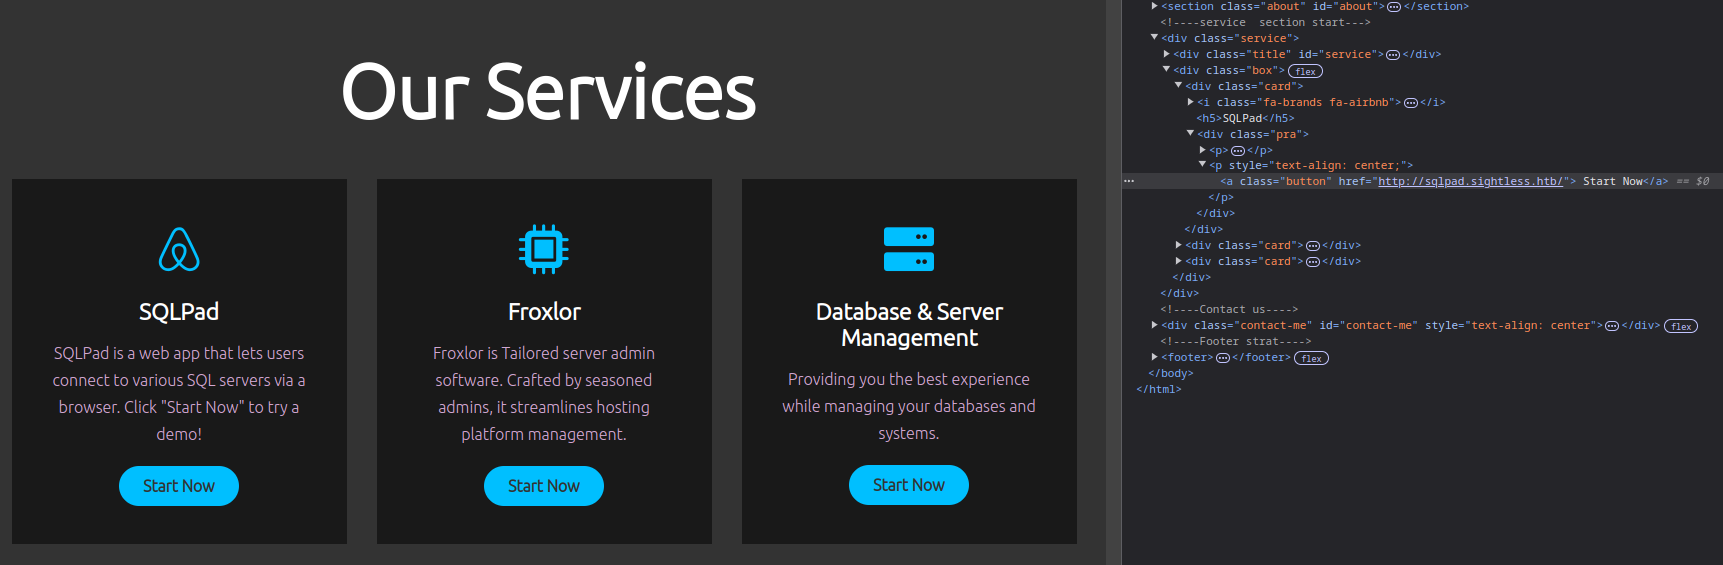 Our Services
SQLPad
SQLPad is a web app that lets users
connect to various SQL servers via a
browser. Click "Start Now" to try a
demo!
Start Now
Froxlor
Froxlor is Tailored server admin
software. Crafted by seasoned
admins, it streamlines hosting
platform management.
Start Now
Database & Server
Management
Providing you the best experience
while managing your databases and
systems.
Start Now
<section class="about" id="about">⋯</section>
<!----service  section start--->
<div class="service">
<div class="title" id="service">⋯</div>
<div class="box"> flex
<div class="card">
<i class="fa-brands fa-airbnb">⋯</i>
<h5>SQLPad</h5>
<div class="pra">
<p>⋯</p>
<p style="text-align: center;">
<a class="button" href="http://sqlpad.sightless.htb/"> Start Now</a> == $0
</p>
</div>
</div>
<div class="card">⋯</div>
<div class="card">⋯</div>
</div>
</div>
<!----Contact us---->
<div class="contact-me" id="contact-me" style="text-align: center">⋯</div> flex
<!----Footer strat---->
<footer>⋯</footer> flex
</body>
</html>